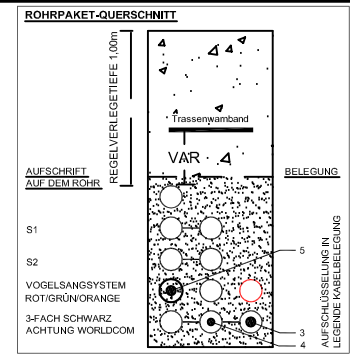 ROHRPAKET-QUERSCHNITT
REGELVERLEGETIEFE 1,00m
Trassenwarnband
VAR
AUFSCHRIFT
AUF DEM ROHR
BELEGUNG
S1
S2
5
VOGELSANGSYSTEM
ROT/GRÜN/ORANGE
3-FACH SCHWARZ
ACHTUNG WORLDCOM
3
4
AUFSCHLÜSSELUNG IN
LEGENDE KABELBELEGUNG